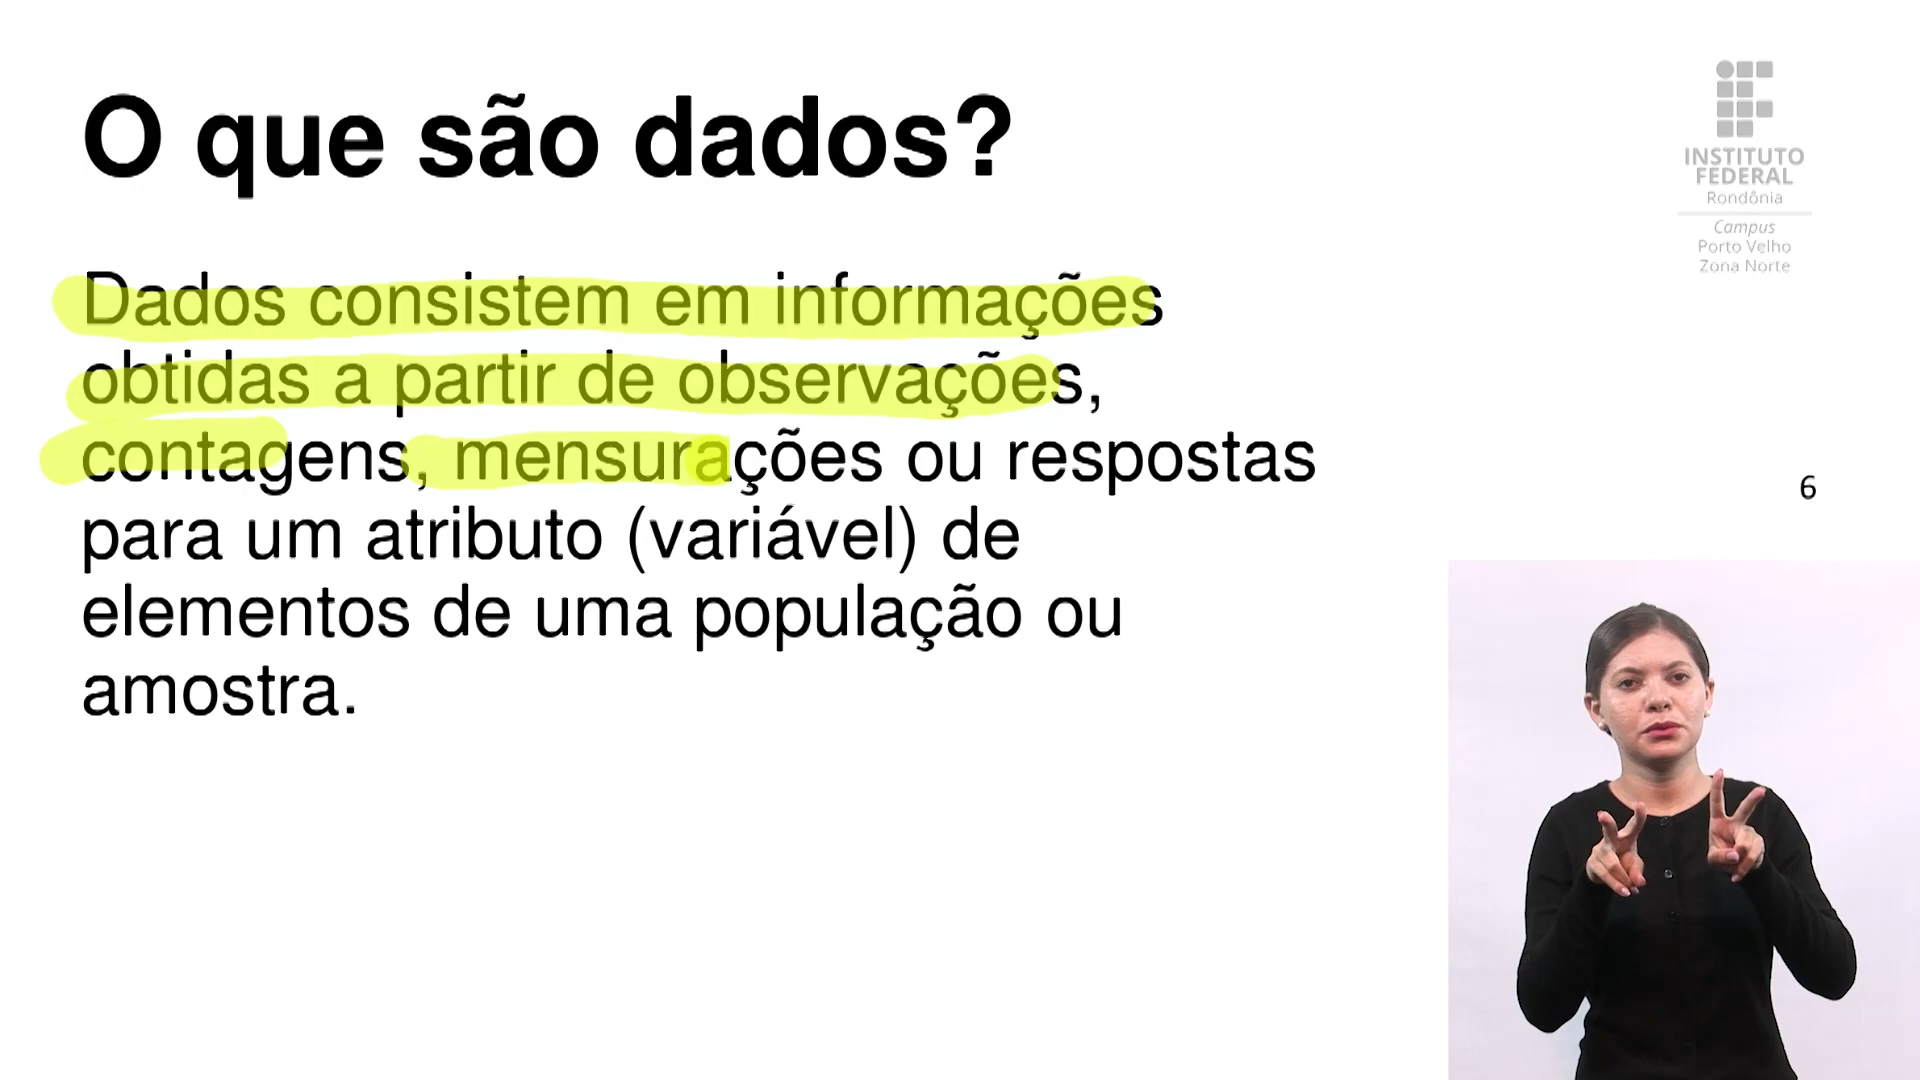 O que são dados?
INSTITUTO
FEDERAL
Rondônia
Campus
Porto Velho
Zona Norte
Dados consistem em informações
obtidas a partir de observações,
contagens, mensurações ou respostas
para um atributo (variável) de
elementos de uma população ou
amostra.
6